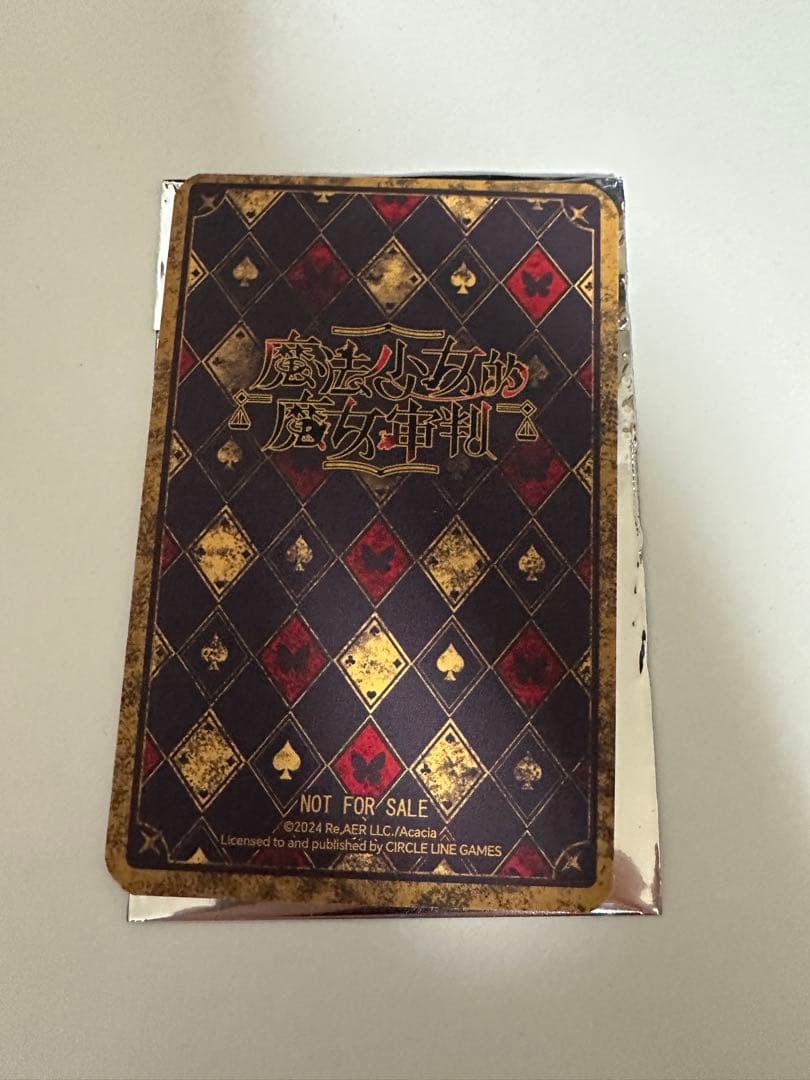 魔法少女的
魔女审判
NOT FOR SALE
©2024 Re,AER LLC./Acacia
Licensed to and published by CIRCLE LINE GAMES